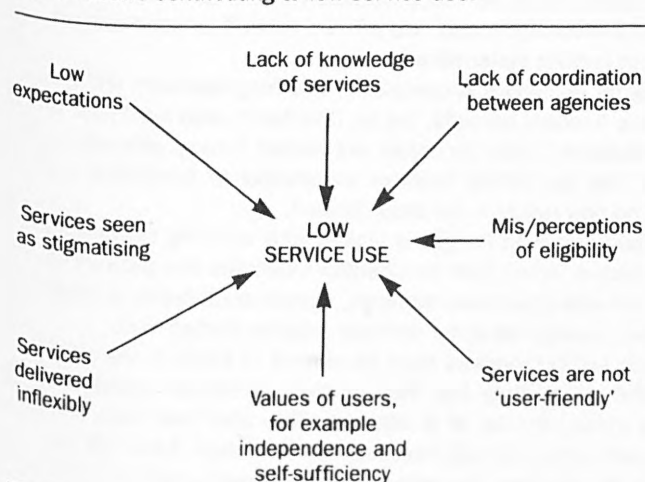 Lack of knowledge
of services
Low
expectations
Lack of coordination
between agencies
Services seen
as stigmatising
LOW
SERVICE USE
Mis/perceptions
of eligibility
Services
delivered
inflexibly
Values of users,
for example
independence and
self-sufficiency
Services are not
‘user-friendly’